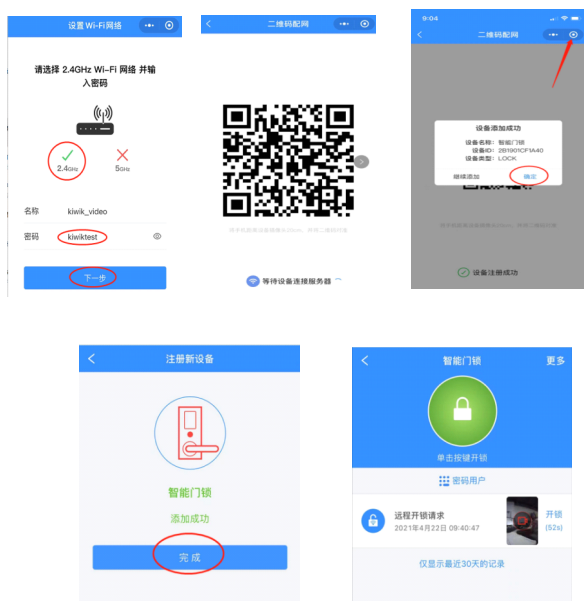 设置Wi-Fi网络
请选择 2.4GHz Wi-Fi 网络 并输
入密码
2.4GHz
5GHz
名称 kiwik_video
密码 kiwiktest
下一步
二维码配网
等待设备连接服务器
9:04
二维码配网
设备添加成功
设备名称：智能门锁
设备ID：2B1901CF1A40
设备类型：LOCK
继续添加 确定
设备注册成功
注册新设备
智能门锁
添加成功
完成
智能门锁 更多
单击按键开锁
密码用户
远程开锁请求
2021年4月22日 09:40:47
开锁
(52s)
仅显示最近30天的记录